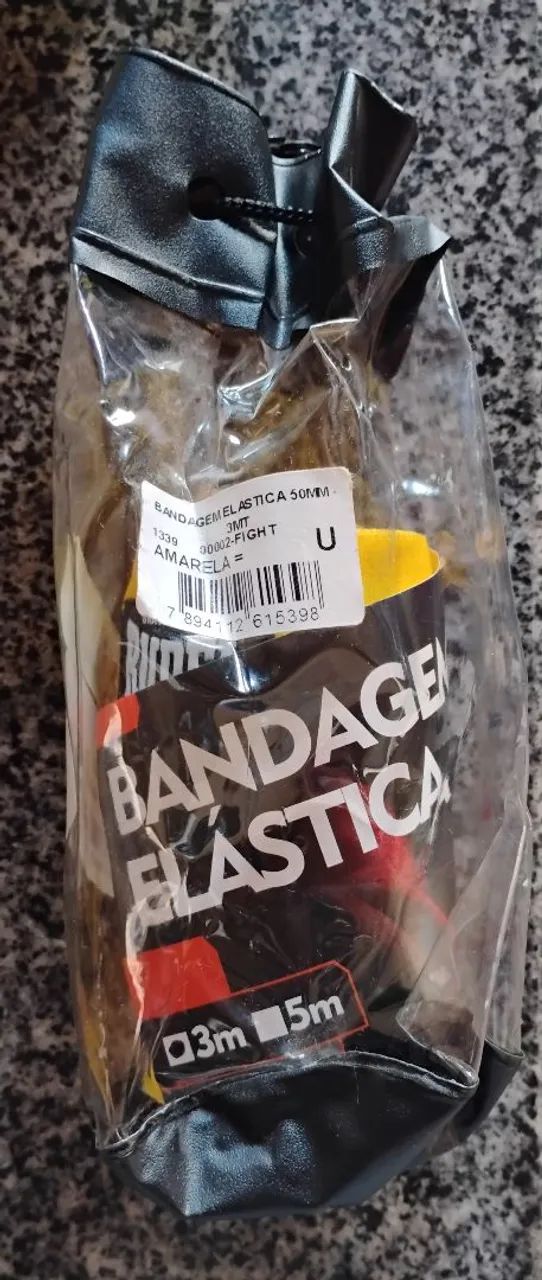 BANDAGEM ELASTICA 50MM -
3MT
1339 00002-FIGHT
AMARELA =
U
7 894112 615398
BANDAGEM
ELÁSTICA
3m 5m